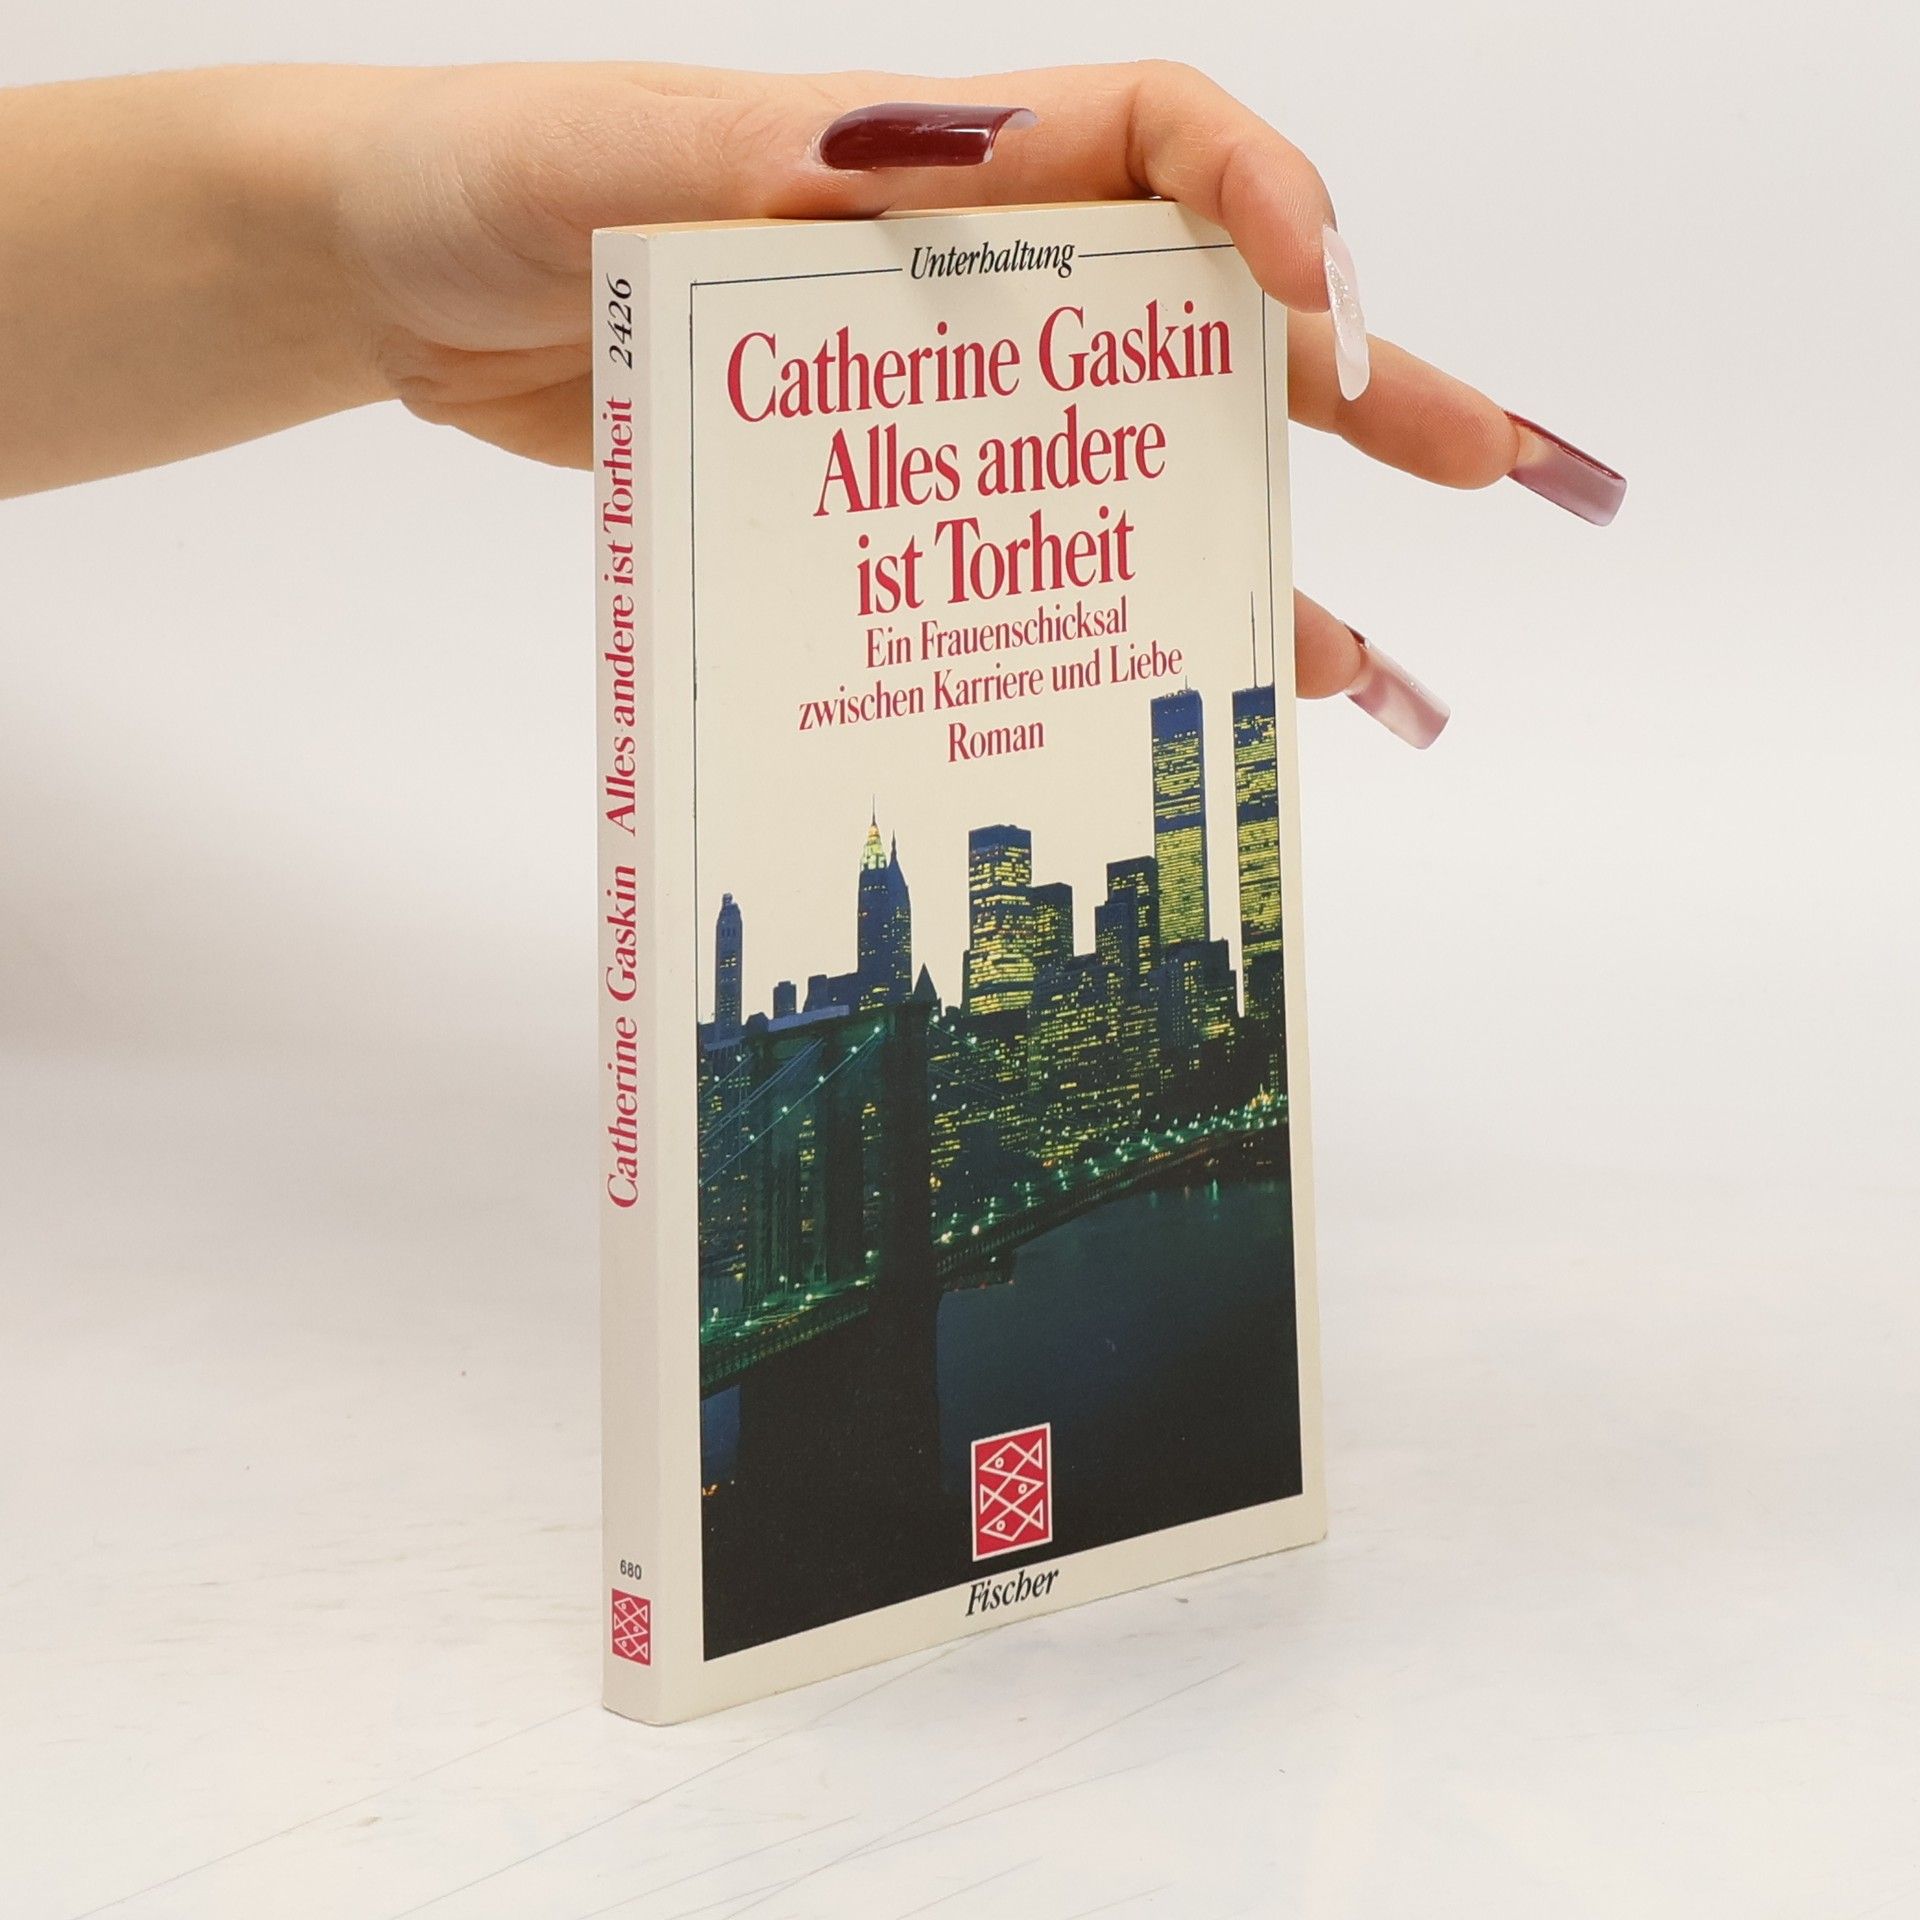 Unterhaltung
Catherine Gaskin
Alles andere
ist Torheit
Ein Frauenschicksal
zwischen Karriere und Liebe
Roman
Fischer
Catherine Gaskin Alles andere ist Torheit 2426
680